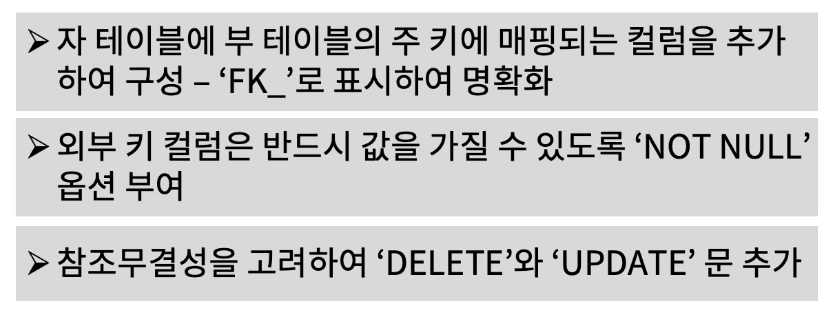 ➢ 자 테이블에 부 테이블의 주 키에 매핑되는 컬럼을 추가
하여 구성 – ‘FK_’로 표시하여 명확화
➢ 외부 키 컬럼은 반드시 값을 가질 수 있도록 ‘NOT NULL’
옵션 부여
➢ 참조무결성을 고려하여 ‘DELETE’와 ‘UPDATE’ 문 추가